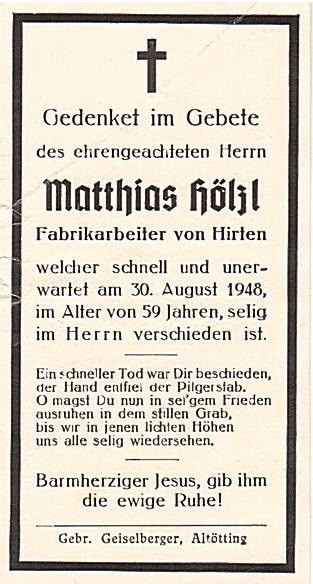 Gedenket im Gebete
des ehrengeachteten Herrn
Matthias Hölzl
Fabrikarbeiter von Hirten
welcher schnell und uner-
wartet am 30. August 1948,
im Alter von 59 Jahren, selig
im Herrn verschieden ist.
Ein schneller Tod war Dir beschieden,
der Hand entfiel der Pilgerstab.
O magst Du nun in sel'gem Frieden
ausruhen in dem stillen Grab,
bis wir in jenen lichten Höhen
uns alle selig wiedersehen.
Barmherziger Jesus, gib ihm
die ewige Ruhe!
Gebr. Geiselberger, Altötting